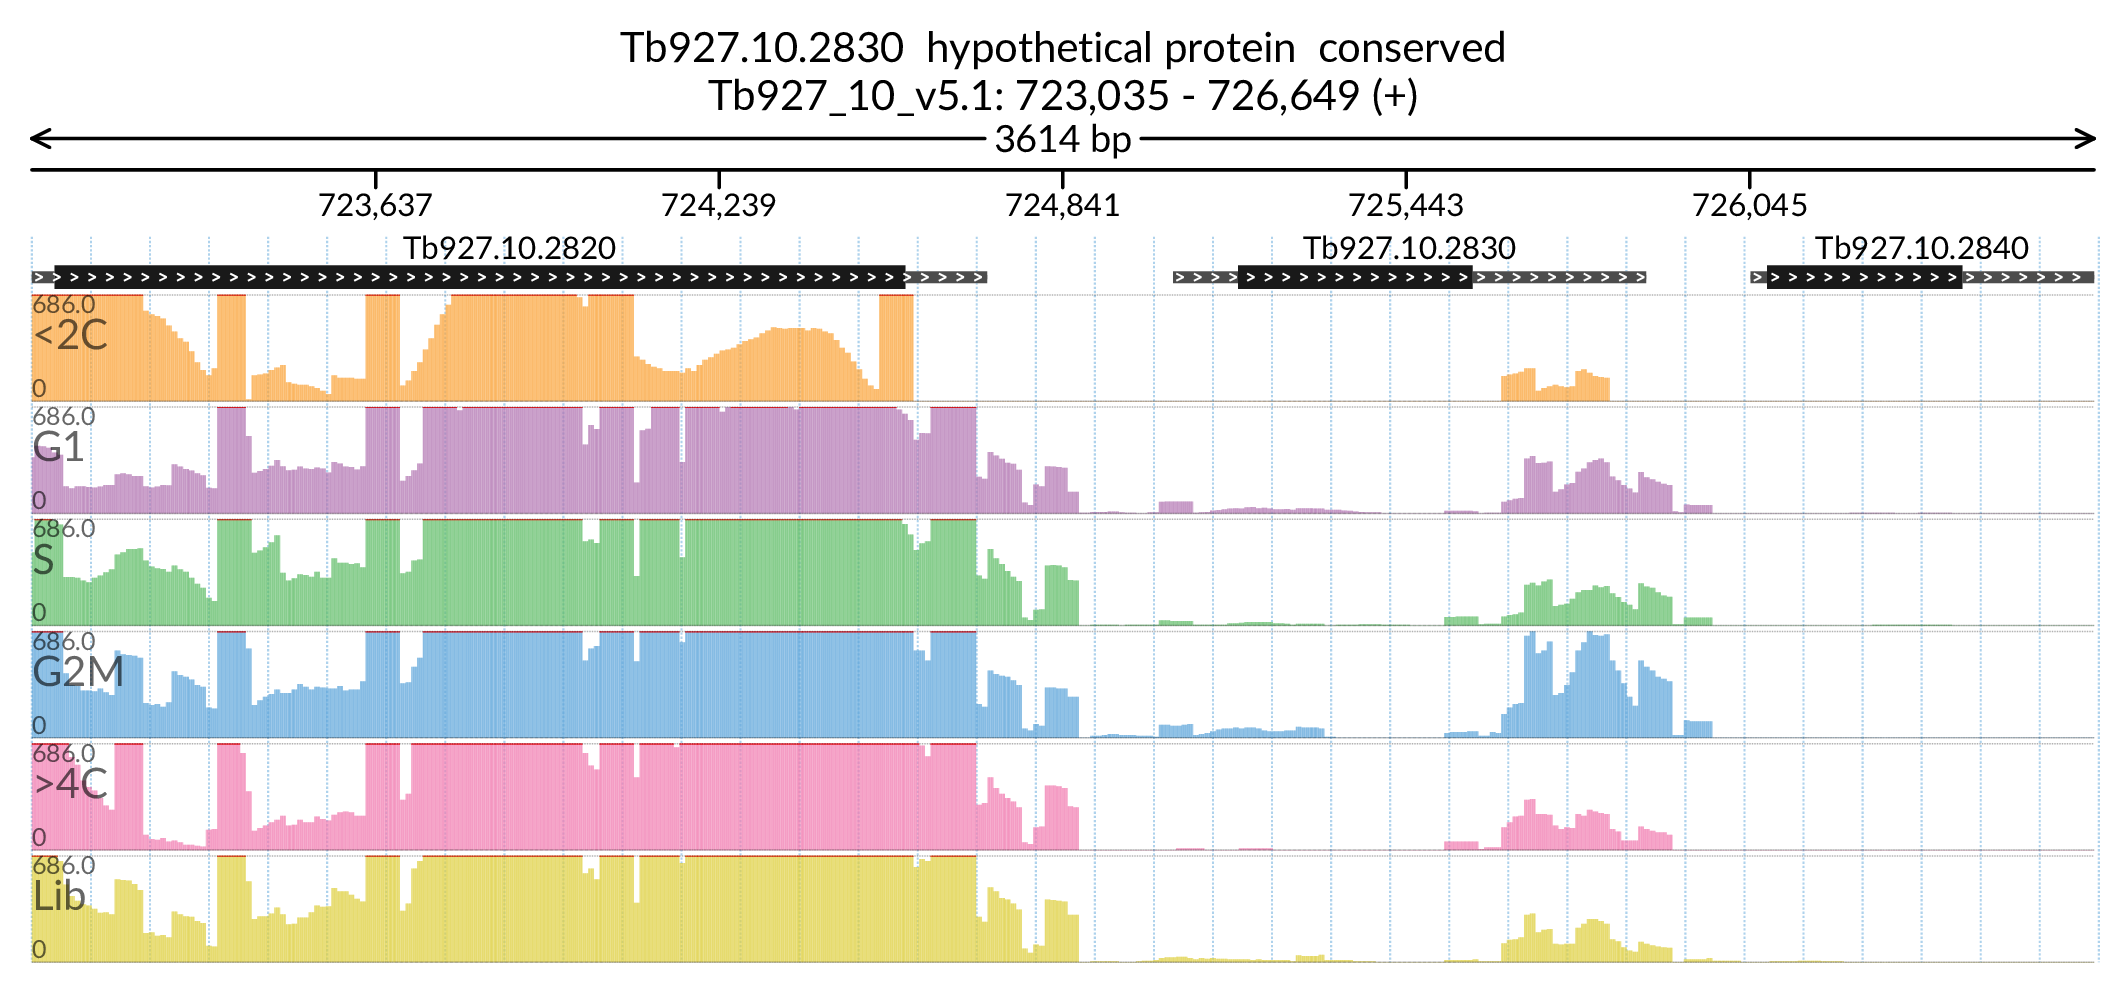 Tb927.10.2830 hypothetical protein conserved
Tb927_10_v5.1: 723,035 - 726,649 (+)
3614 bp
723,637 724,239 724,841 725,443 726,045
Tb927.10.2820 Tb927.10.2830 Tb927.10.2840
686.0
<2C
0
686.0
G1
0
686.0
S
0
686.0
G2M
0
686.0
>4C
0
686.0
Lib
0